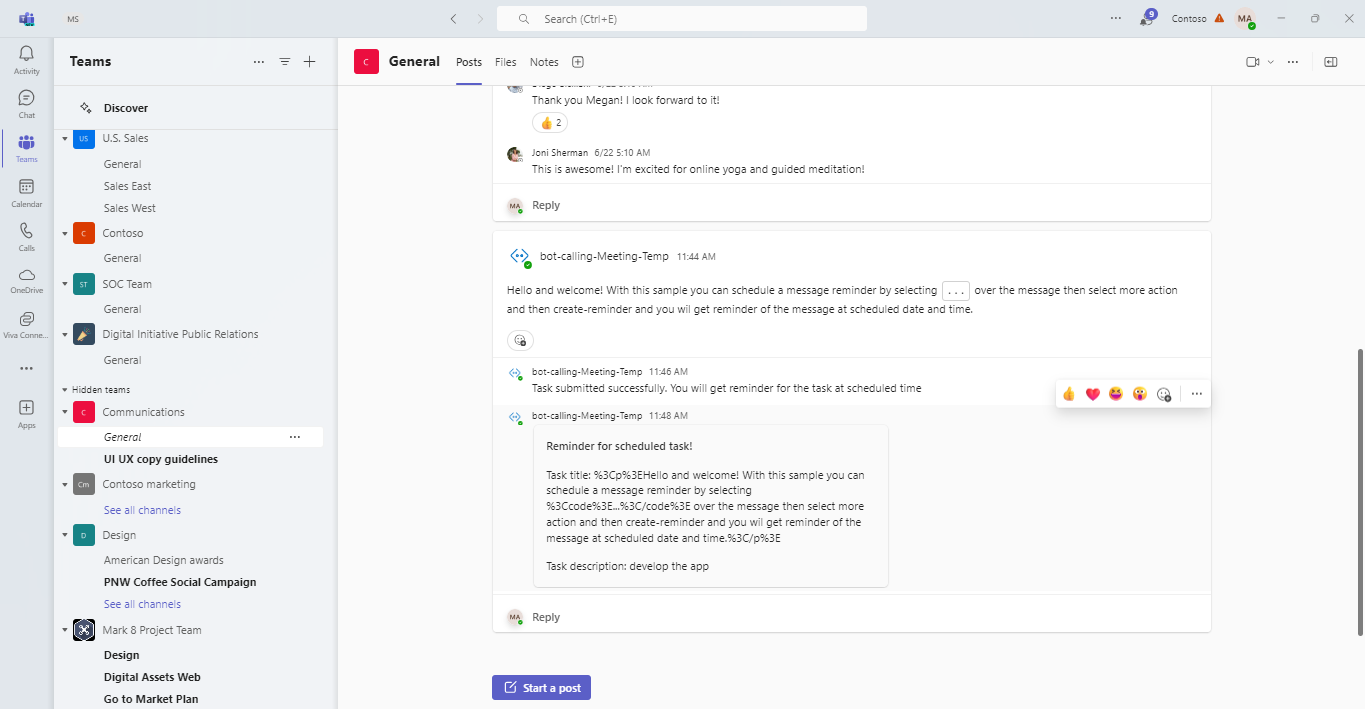 MS
Search (Ctrl+E)
9
Contoso
MA
Activity
Chat
Teams
Calendar
Calls
OneDrive
Viva Conne...
Apps
Teams
Discover
US
U.S. Sales
General
Sales East
Sales West
C
Contoso
General
ST
SOC Team
General
Digital Initiative Public Relations
General
Hidden teams
C
Communications
General
UI UX copy guidelines
Cm
Contoso marketing
See all channels
D
Design
American Design awards
PNW Coffee Social Campaign
See all channels
Mark 8 Project Team
Design
Digital Assets Web
Go to Market Plan
C
General
Posts
Files
Notes
Thank you Megan! I look forward to it!
2
Joni Sherman 6/22 5:10 AM
This is awesome! I'm excited for online yoga and guided meditation!
MA
Reply
bot-calling-Meeting-Temp 11:44 AM
Hello and welcome! With this sample you can schedule a message reminder by selecting ... over the message then select more action
and then create-reminder and you wil get reminder of the message at scheduled date and time.
bot-calling-Meeting-Temp 11:46 AM
Task submitted successfully. You will get reminder for the task at scheduled time
bot-calling-Meeting-Temp 11:48 AM
Reminder for scheduled task!
Task title: %3Cp%3EHello and welcome! With this sample you can
schedule a message reminder by selecting
%3Ccode%3E...%3C/code%3E over the message then select more
action and then create-reminder and you wil get reminder of the
message at scheduled date and time.%3C/p%3E
Task description: develop the app
MA
Reply
Start a post